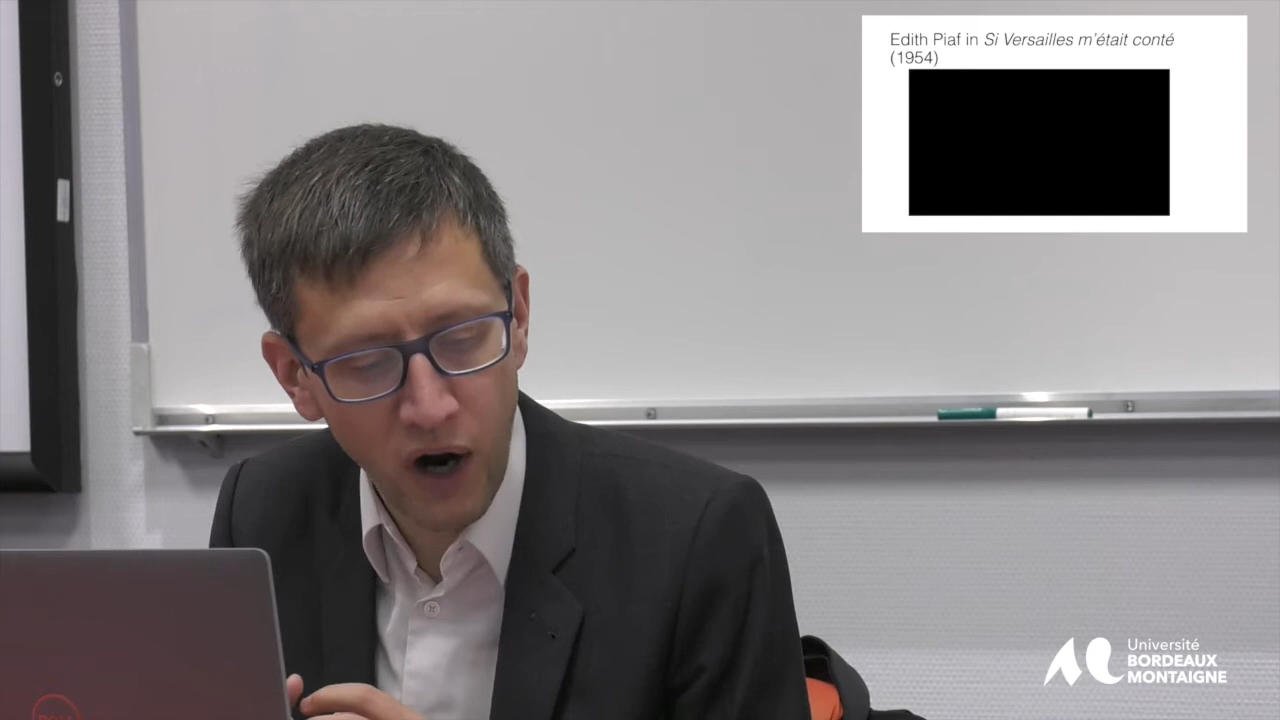 Edith Piaf in Si Versailles m'était conté
(1954)
Université
BORDEAUX
MONTAIGNE